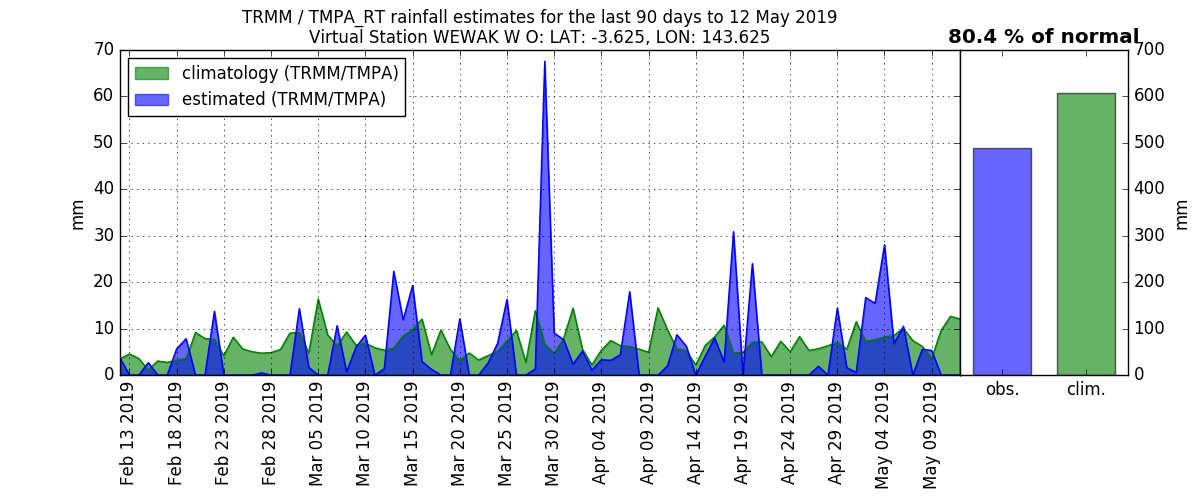 TRMM / TMPA_RT rainfall estimates for the last 90 days to 12 May 2019
Virtual Station WEWAK W O: LAT: -3.625, LON: 143.625
80.4 % of normal
climatology (TRMM/TMPA)
estimated (TRMM/TMPA)
70
60
50
40
30
20
10
0
mm
Feb 13 2019
Feb 18 2019
Feb 23 2019
Feb 28 2019
Mar 05 2019
Mar 10 2019
Mar 15 2019
Mar 20 2019
Mar 25 2019
Mar 30 2019
Apr 04 2019
Apr 09 2019
Apr 14 2019
Apr 19 2019
Apr 24 2019
Apr 29 2019
May 04 2019
May 09 2019
obs.
clim.
700
600
500
400
300
200
100
0
mm